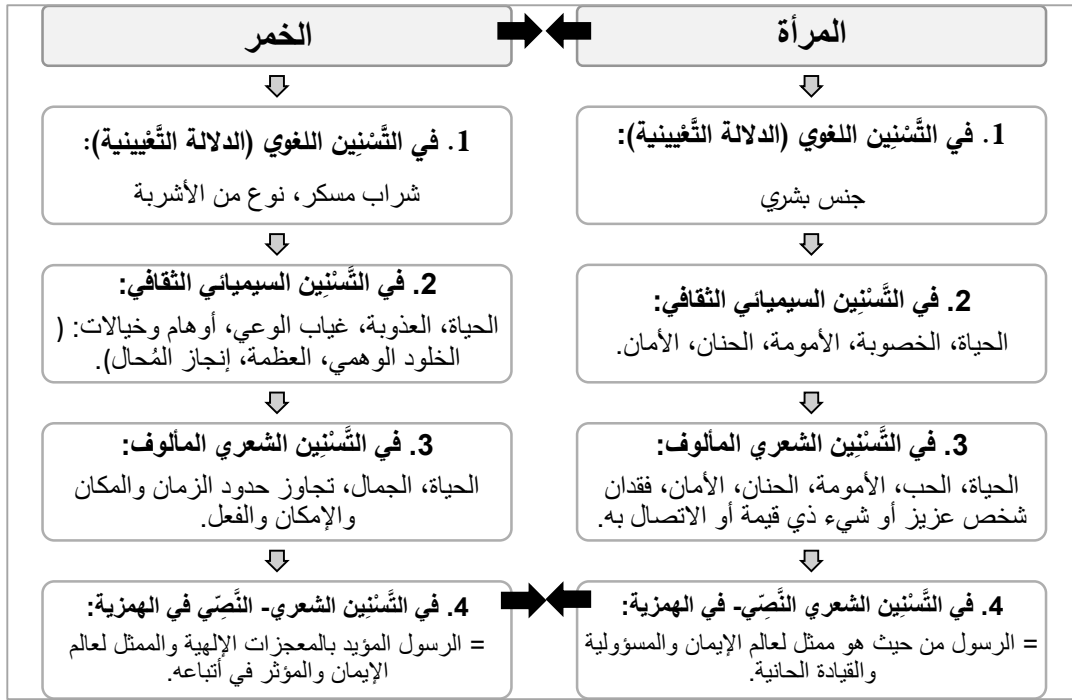 المرأة
1. في التَّسْنِين اللغوي (الدلالة التَّعْيينية):
جنس بشري
2. في التَّسْنِين السيميائي الثقافي:
الحياة، الخصوبة، الأمومة، الحنان، الأمان.
3. في التَّسْنِين الشعري المألوف:
الحياة، الحب، الأمومة، الحنان، الأمان، فقدان
شخص عزيز أو شيء ذي قيمة أو الاتصال به.
4. في التَّسْنِين الشعري النَّصِّي- في الهمزية:
= الرسول من حيث هو ممثل لعالم الإيمان والمسؤولية
والقيادة الحانية.
الخمر
1. في التَّسْنِين اللغوي (الدلالة التَّعْيينية):
شراب مسكر، نوع من الأشربة
2. في التَّسْنِين السيميائي الثقافي:
الحياة، العذوبة، غياب الوعي، أوهام وخيالات: (
الخلود الوهمي، العظمة، إنجاز المُحال).
3. في التَّسْنِين الشعري المألوف:
الحياة، الجمال، تجاوز حدود الزمان والمكان
والإمكان والفعل.
4. في التَّسْنِين الشعري- النَّصِّي في الهمزية:
= الرسول المؤيد بالمعجزات الإلهية والممثل لعالم
الإيمان والمؤثر في أتباعه.